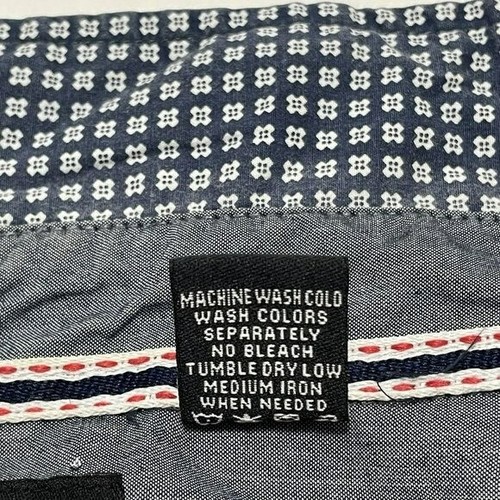 MACHINE WASH COLD
WASH COLORS
SEPARATELY
NO BLEACH
TUMBLE DRY LOW
MEDIUM IRON
WHEN NEEDED